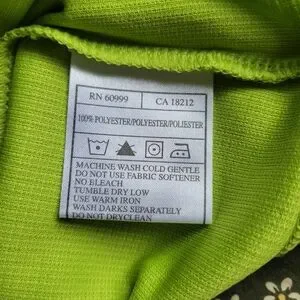 RN 60999 CA 18212
100% POLYESTER/POLYESTER/POLIESTER
MACHINE WASH COLD GENTLE
DO NOT USE FABRIC SOFTENER
NO BLEACH
TUMBLE DRY LOW
USE WARM IRON
WASH DARKS SEPARATELY
DO NOT DRYCLEAN